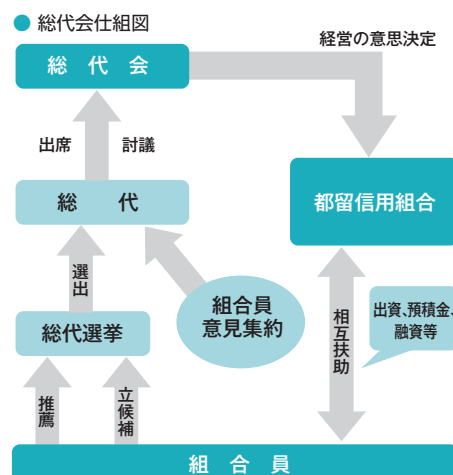 ● 総代会仕組図
経営の意思決定
総代会
出席
討議
総代
都留信用組合
選出
組合員
意見集約
総代選挙
相互扶助
出資、預積金、
融資等
推薦
立候補
組合員